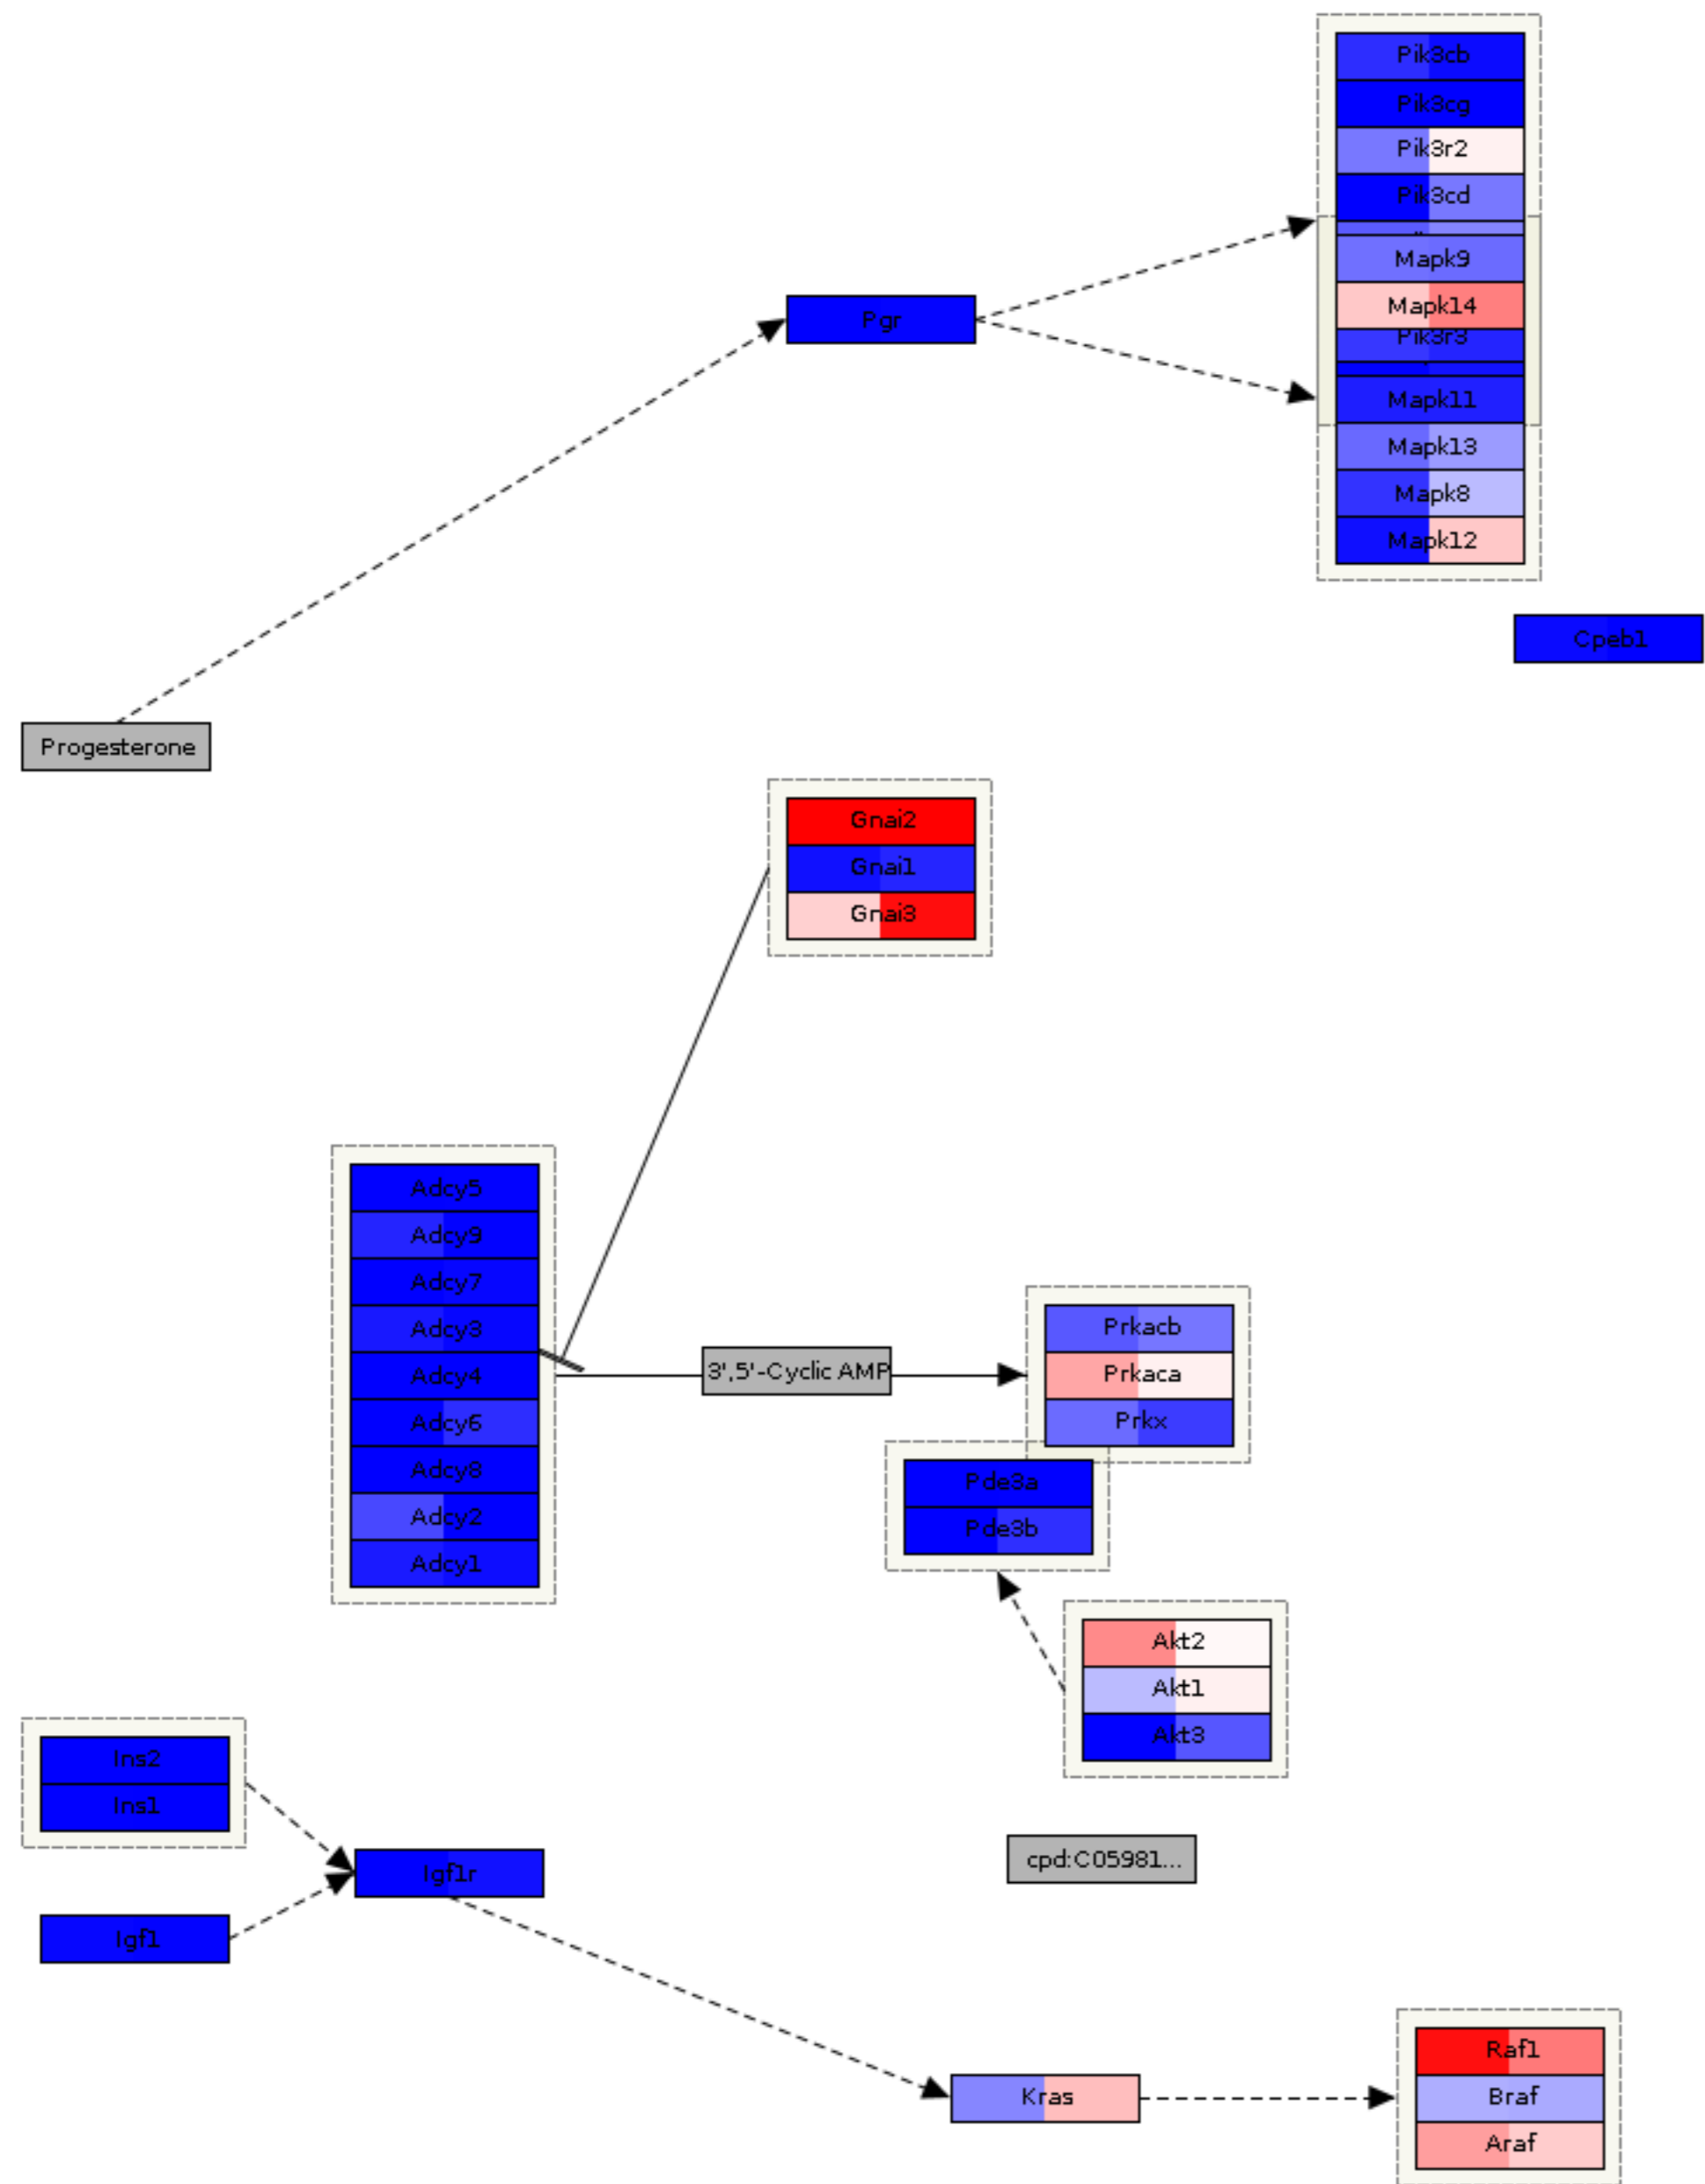 Pik3cb
Pik3cg
Pik3r2
Pik3cd
Mapk9
Mapk14
Pik3r3
Mapk11
Mapk13
Mapk8
Mapk12
Pgr
Cpeb1
Progesterone
Gnai2
Gnai1
Gnai3
Adcy5
Adcy9
Adcy7
Adcy3
Adcy4
Adcy6
Adcy8
Adcy2
Adcy1
3',5'-Cyclic AMP
Prkacb
Prkaca
Prkx
Pde3a
Pde3b
Akt2
Akt1
Akt3
Ins2
Ins1
Igf1r
Igf1
cpd:C05981...
Kras
Raf1
Braf
Araf